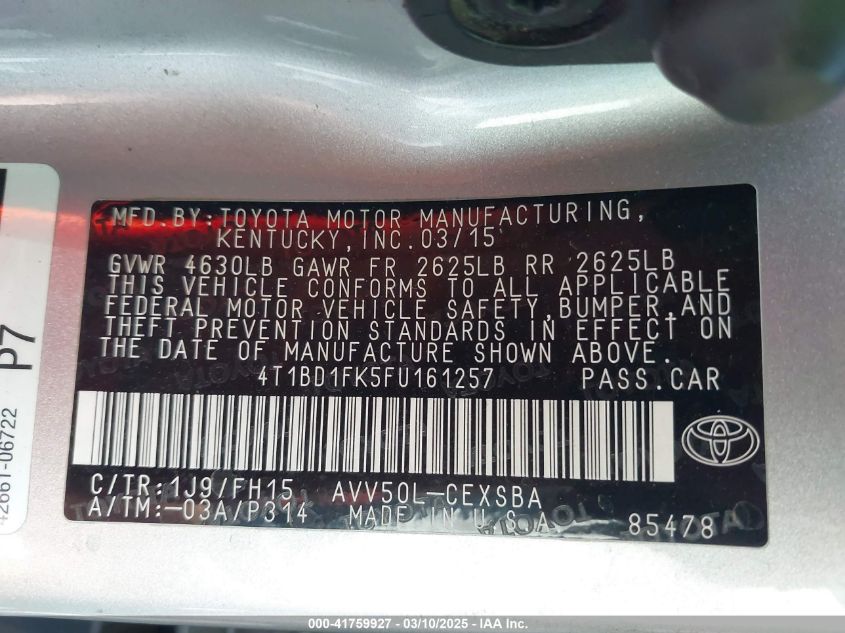 MFD.BY:TOYOTA MOTOR MANUFACTURING,
KENTUCKY,INC.03/15
GVWR 4630LB GAWR FR 2625LB RR 2625LB
THIS VEHICLE CONFORMS TO ALL APPLICABLE
FEDERAL MOTOR VEHICLE SAFETY,BUMPER,AND
THEFT PREVENTION STANDARDS IN EFFECT ON
THE DATE OF MANUFACTURE SHOWN ABOVE.
4T1BD1FK5FU161257 PASS.CAR
C/TR:1J9/FH15 AVV50L-CEXSBA
A/TM:-03A/P314 MADE IN U.S.A. 85478
P7
42661-06722
000-41759927 - 03/10/2025 - IAA Inc.